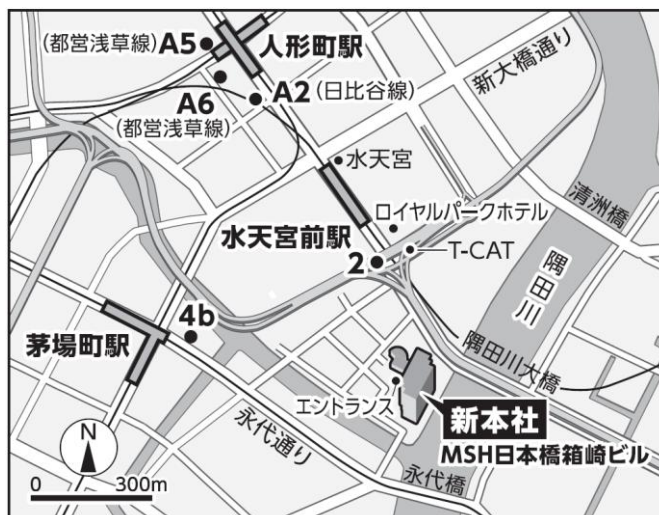 (都営浅草線)A5
人形町駅
A6
(都営浅草線)
A2(日比谷線)
新大橋通り
水天宮
ロイヤルパークホテル
清洲橋
水天宮前駅
2
T-CAT
隅田川
4b
茅場町駅
隅田川大橋
エントランス
新本社
MSH日本橋箱崎ビル
永代通り
永代橋
N
0 300m